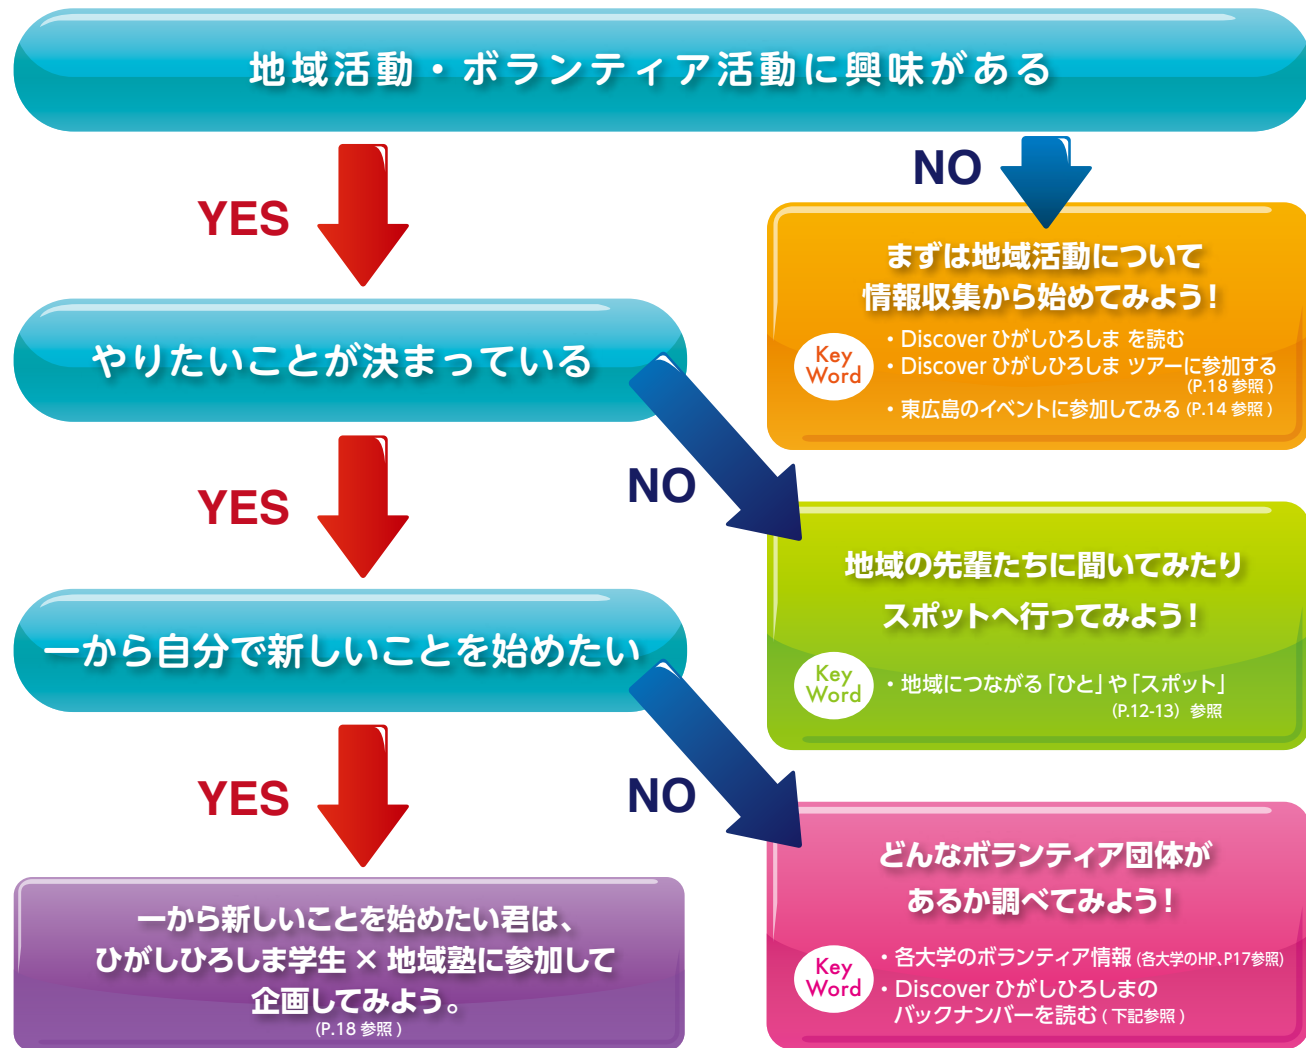 地域活動・ボランティア活動に興味がある
YES
NO
まずは地域活動について
情報収集から始めてみよう！
Key
Word
・Discover ひがしひろしま を読む
・Discover ひがしひろしま ツアーに参加する
(P.18 参照 )
・東広島のイベントに参加してみる (P.14 参照 )
やりたいことが決まっている
YES
NO
地域の先輩たちに聞いてみたり
スポットへ行ってみよう！
Key
Word
・地域につながる「ひと」や「スポット」
(P.12-13) 参照
一から自分で新しいことを始めたい
YES
NO
どんなボランティア団体が
あるか調べてみよう！
Key
Word
・各大学のボランティア情報 (各大学のHP、P17参照)
・Discover ひがしひろしまの
バックナンバーを読む ( 下記参照 )
一から新しいことを始めたい君は、
ひがしひろしま学生 × 地域塾に参加して
企画してみよう。
(P.18 参照 )